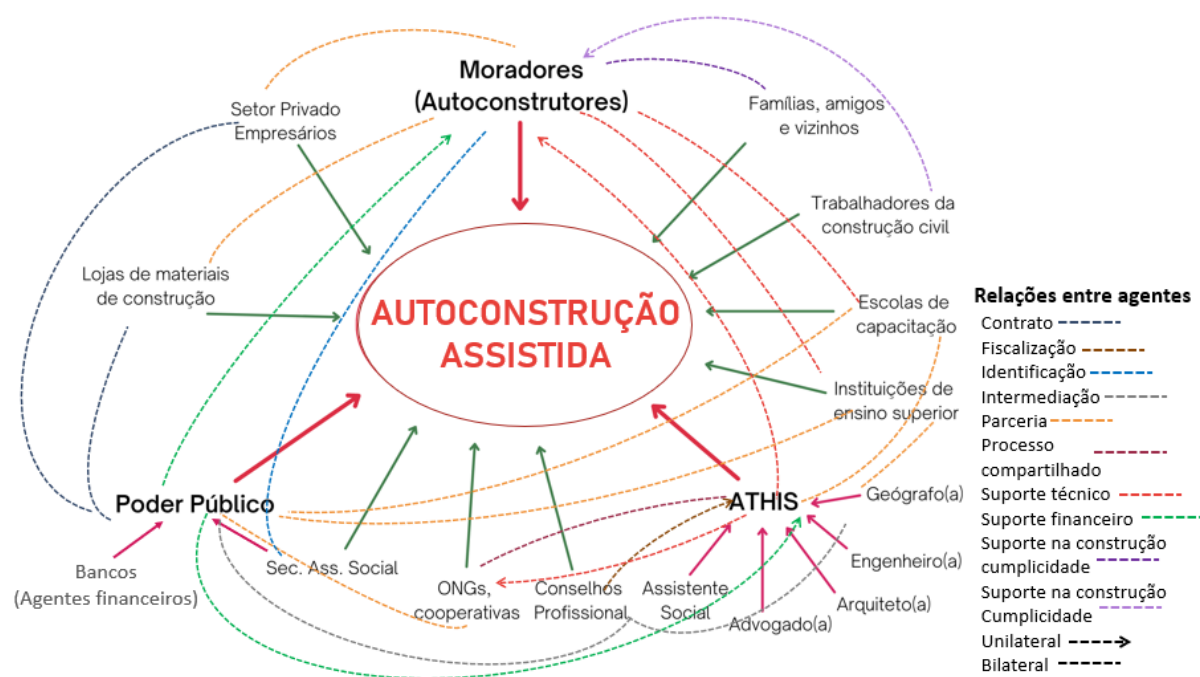 Moradores
(Autoconstrutores)
Setor Privado
Empresários
Famílias, amigos
e vizinhos
Trabalhadores da
construção civil
Lojas de materiais
de construção
AUTOCONSTRUÇÃO
ASSISTIDA
Escolas de
capacitação
Instituições de
ensino superior
Poder Público
ATHIS
Geógrafo(a)
Bancos
(Agentes financeiros)
Sec. Ass. Social
ONGs,
cooperativas
Conselhos
Profissional
Assistente
Social
Advogado(a)
Arquiteto(a)
Engenheiro(a)
Relações entre agentes
Contrato
Fiscalização
Identificação
Intermediação
Parceria
Processo
compartilhado
Suporte técnico
Suporte financeiro
Suporte na construção
cumplicidade
Suporte na construção
Cumplicidade
Unilateral
Bilateral